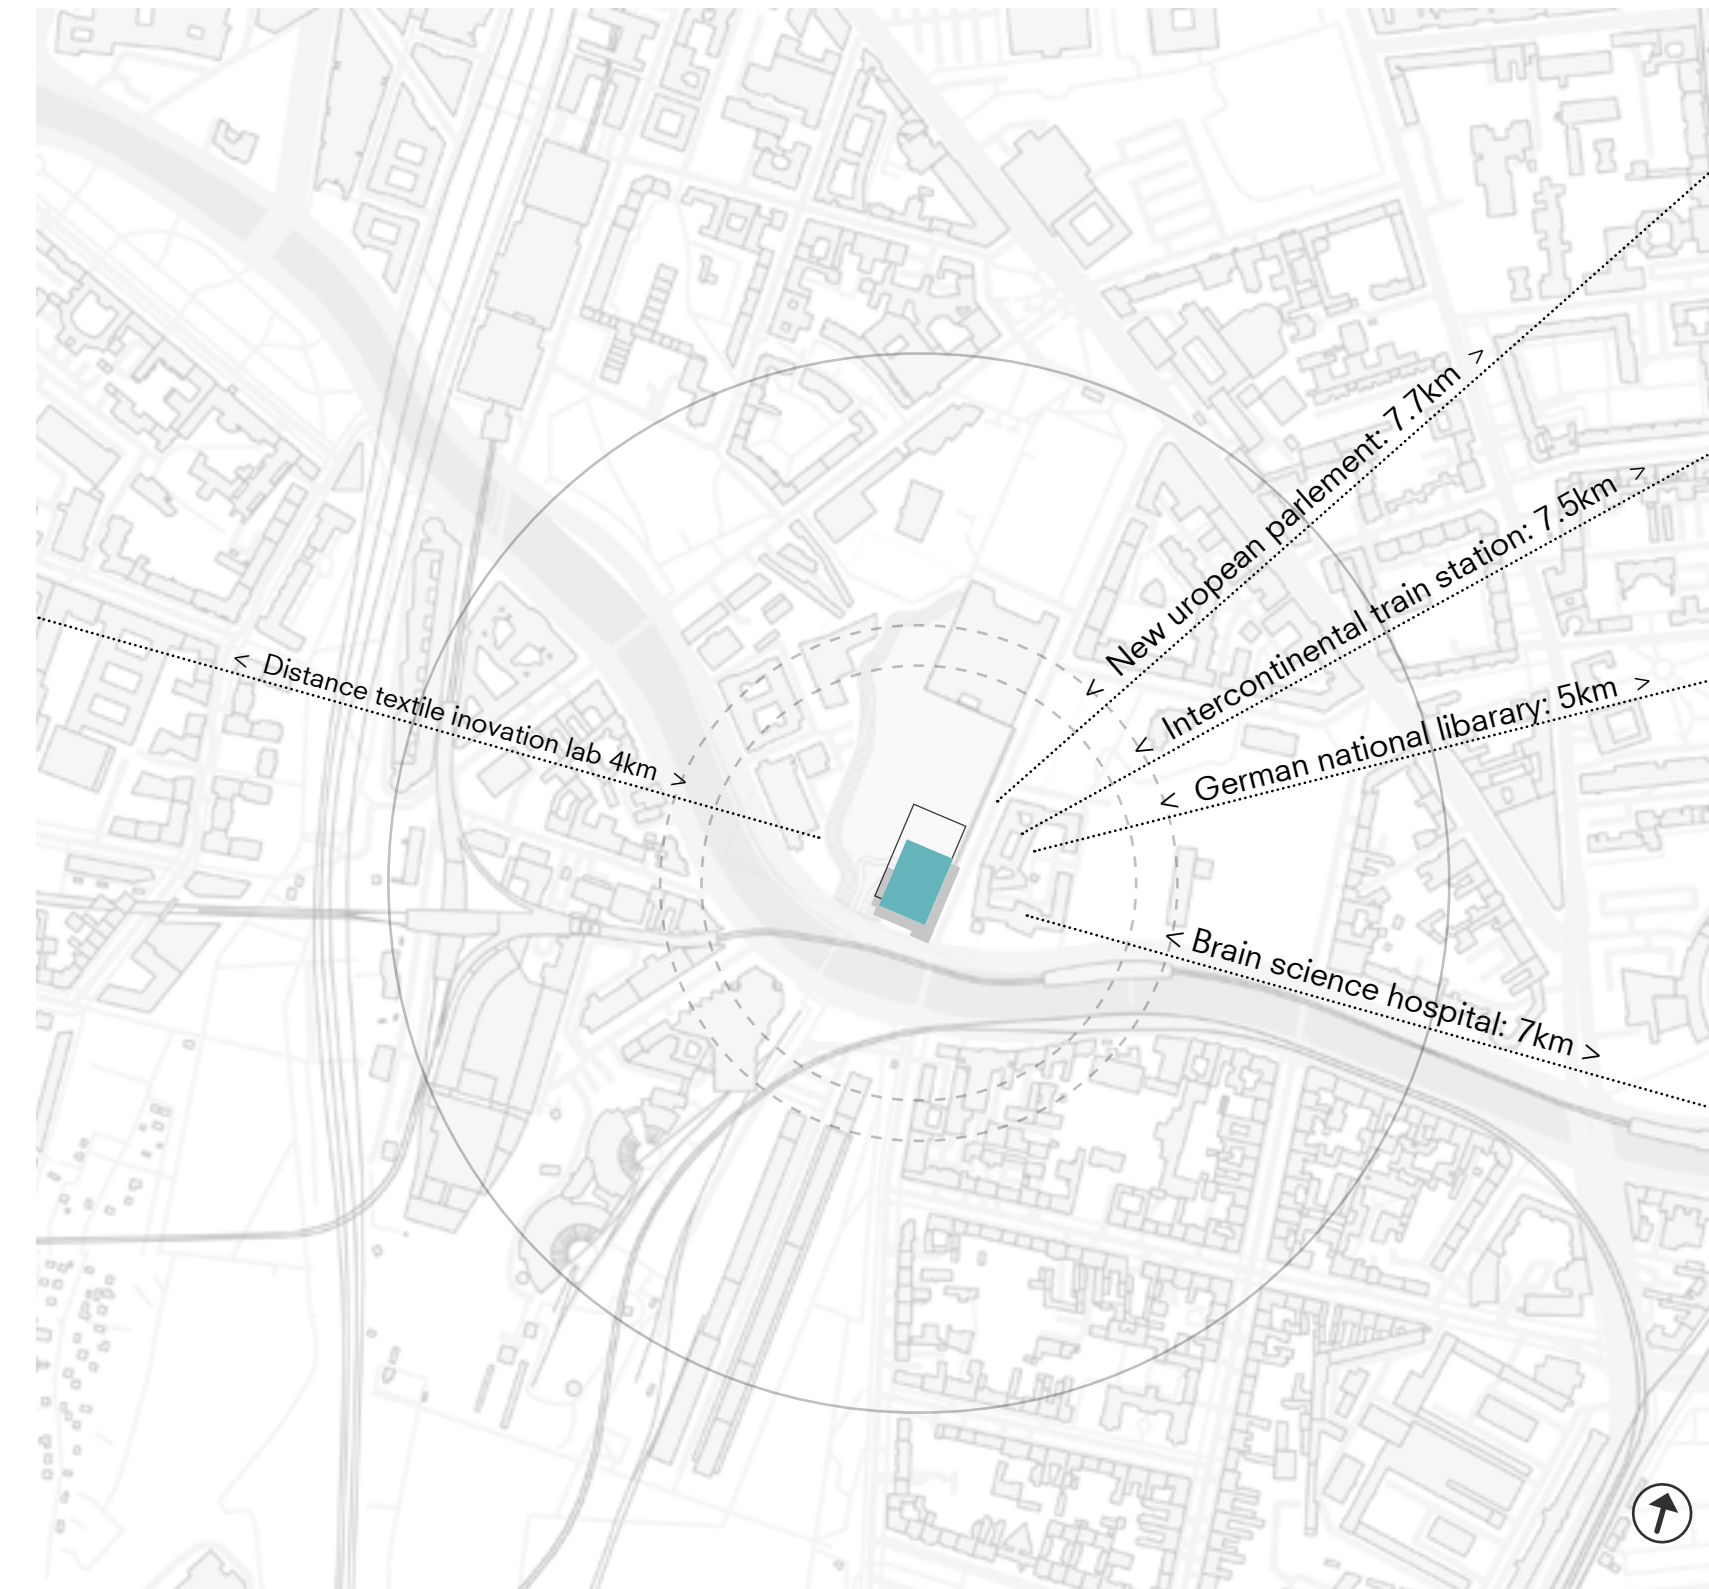 < New uropean parlement: 7.7km >
< Intercontinental train station: 7.5km >
< Distance textile inovation lab 4km >
< German national libarary: 5km >
< Brain science hospital: 7km >